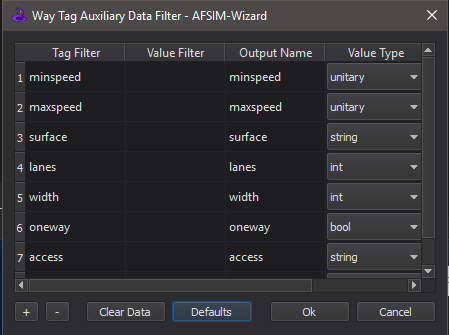 Way Tag Auxiliary Data Filter - AFSIM-Wizard
Tag Filter Value Filter Output Name Value Type
1 minspeed minspeed unitary
2 maxspeed maxspeed unitary
3 surface surface string
4 lanes lanes int
5 width width int
6 oneway oneway bool
7 access access string
+ - Clear Data Defaults Ok Cancel